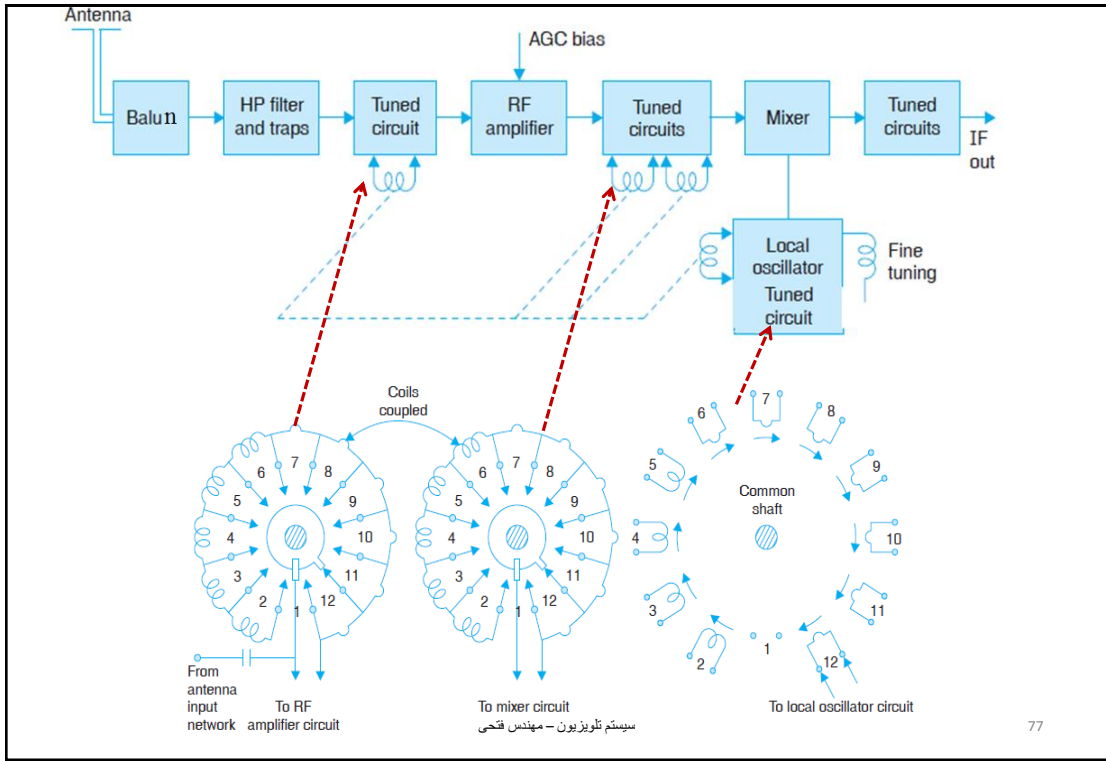 Antenna
AGC bias
Balun
HP filter
and traps
Tuned
circuit
RF
amplifier
Tuned
circuits
Mixer
Tuned
circuits
IF
out
Local
oscillator
Tuned
circuit
Fine
tuning
Coils
coupled
1
2
3
4
5
6
7
8
9
10
11
12
1
2
3
4
5
6
7
8
9
10
11
12
Common
shaft
1
2
3
4
5
6
7
8
9
10
11
12
From
antenna
input
network
To RF
amplifier circuit
To mixer circuit
To local oscillator circuit
سیستم تلویزیون – مهندس فتحی
77